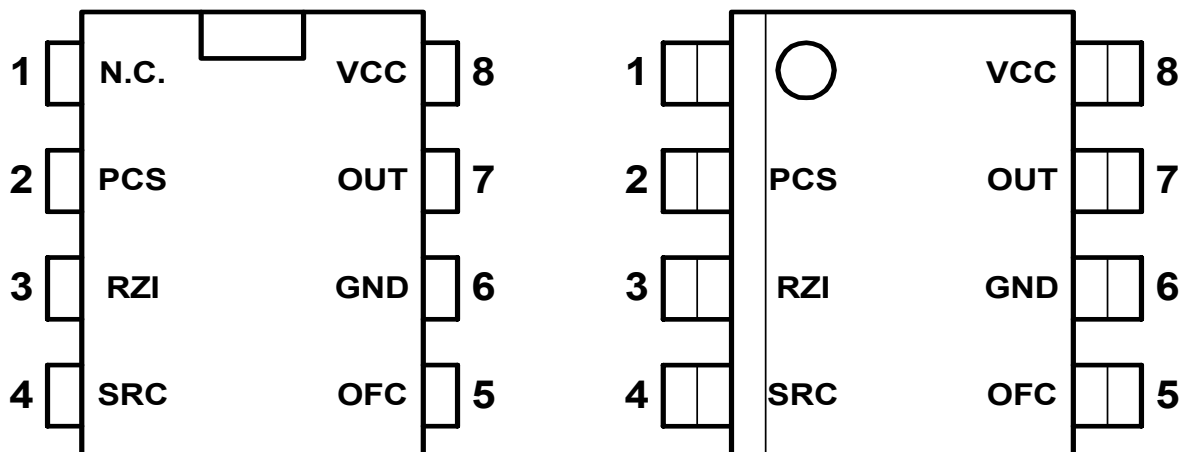 1 N.C. VCC 8 1 VCC 8
2 PCS OUT 7 2 PCS OUT 7
3 RZI GND 6 3 RZI GND 6
4 SRC OFC 5 4 SRC OFC 5